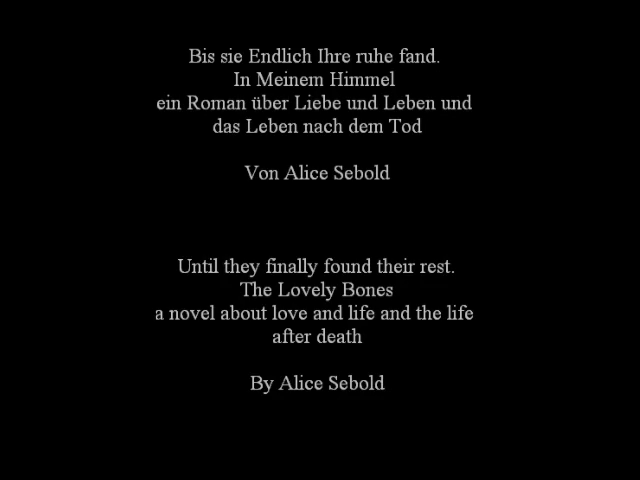 Bis sie Endlich Ihre ruhe fand.
In Meinem Himmel
ein Roman über Liebe und Leben und
das Leben nach dem Tod
Von Alice Sebold
Until they finally found their rest.
The Lovely Bones
a novel about love and life and the life
after death
By Alice Sebold